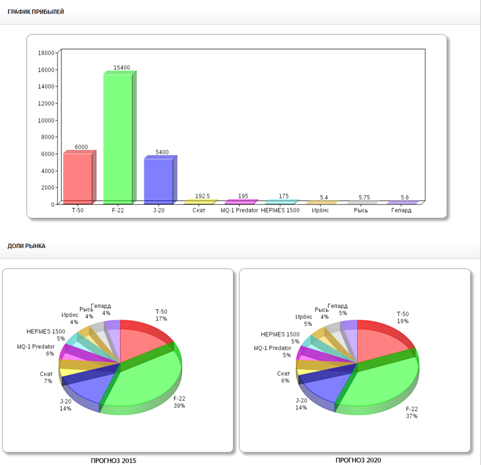 ГРАФИК ПРИБЫЛЕЙ
18000
16000
14000
12000
10000
8000
6000
4000
2000
0
6000
15400
5400
192.5
195
175
5.4
5.75
5.6
T-50
F-22
J-20
Скат
MQ-1 Predator
HERMES 1500
Ирбис
Рысь
Гепард
ДОЛИ РЫНКА
T-50
17%
F-22
39%
J-20
14%
Скат
7%
MQ-1 Predator
6%
HERMES 1500
5%
Ирбис
4%
Рысь
4%
Гепард
4%
ПРОГНОЗ 2015
T-50
19%
F-22
37%
J-20
14%
Скат
6%
MQ-1 Predator
5%
HERMES 1500
5%
Ирбис
5%
Рысь
4%
Гепард
5%
ПРОГНОЗ 2020